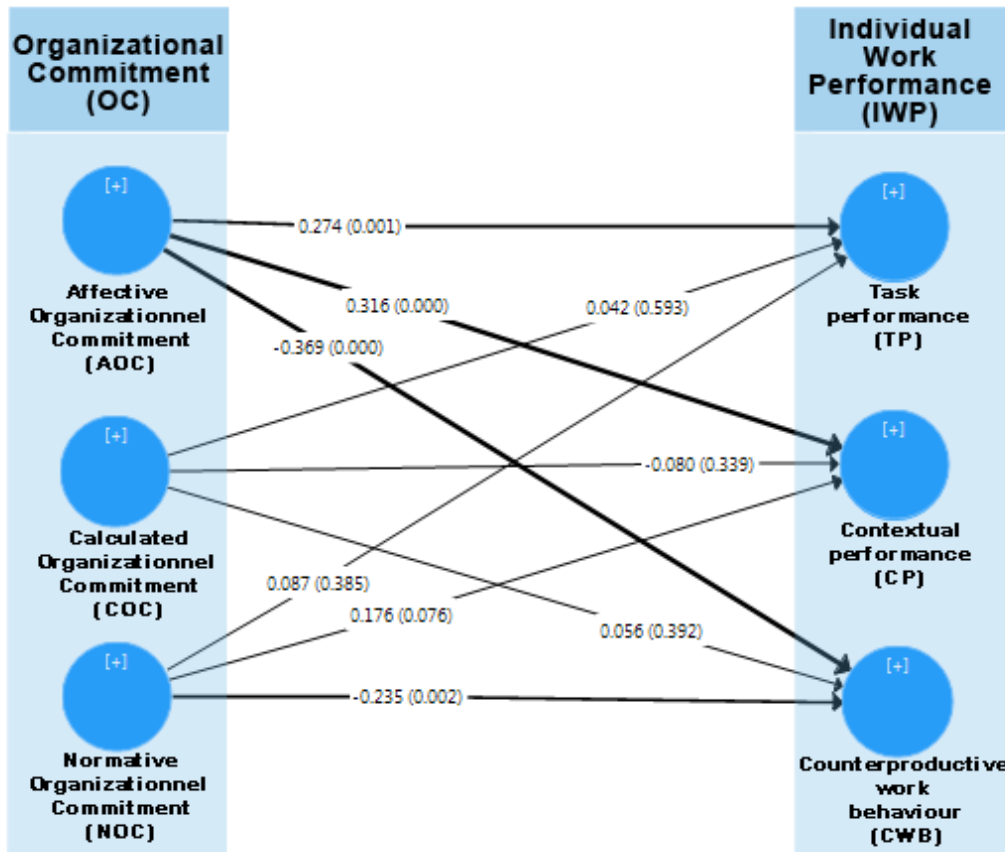 Organizational
Commitment
(OC)
Individual
Work
Performance
(IWP)
[+]
Affective
Organizationnel
Commitment
(AOC)
[+]
Calculated
Organizationnel
Commitment
(COC)
[+]
Normative
Organizationnel
Commitment
(NOC)
0.274 (0.001)
0.316 (0.000)
0.042 (0.593)
-0.369 (0.000)
-0.080 (0.339)
0.087 (0.385)
0.176 (0.076)
0.056 (0.392)
-0.235 (0.002)
[+]
Task
performance
(TP)
[+]
Contextual
performance
(CP)
[+]
Counterproductive
work
behaviour
(CWB)